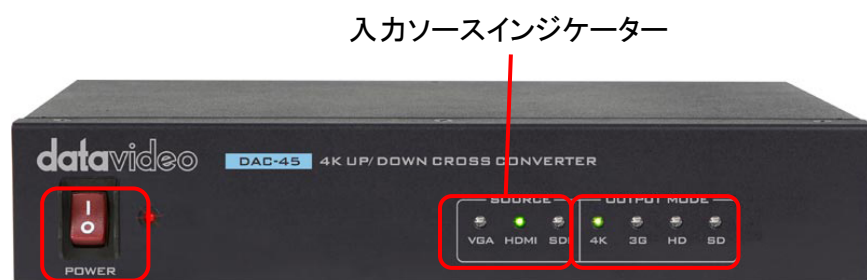 入力ソースインジケーター
datavideo DAC-45 4K UP/DOWN CROSS CONVERTER
SOURCE OUTPUT MODE
VGA HDMI SDI 4K 3G HD SD
I
O
POWER